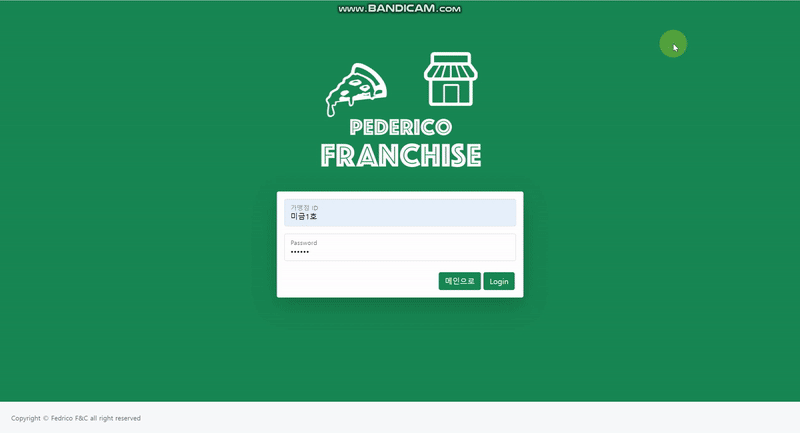 www.BANDICAM.com
PEDERICO
FRANCHISE
가맹점 ID
미금1호
Password
••••••
메인으로 Login
Copyright © Fedrico F&C all right reserved